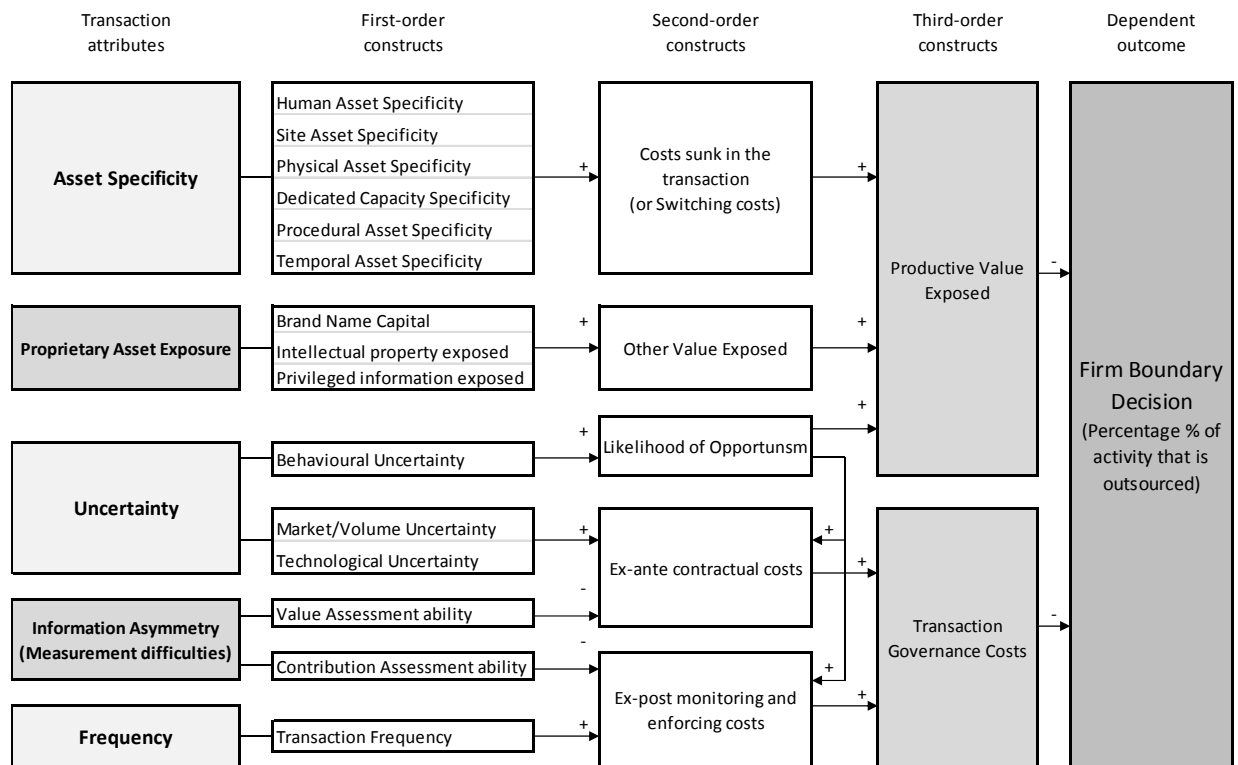 Transaction
attributes
First-order
constructs
Second-order
constructs
Third-order
constructs
Dependent
outcome
Asset Specificity
Human Asset Specificity
Site Asset Specificity
Physical Asset Specificity
Dedicated Capacity Specificity
Procedural Asset Specificity
Temporal Asset Specificity
+
Costs sunk in the
transaction
(or Switching costs)
+
Proprietary Asset Exposure
Brand Name Capital
Intellectual property exposed
Privileged information exposed
+
Other Value Exposed
+
Productive Value
Exposed
-
Uncertainty
Behavioural Uncertainty
+
Likelihood of Opportunsm
+
Market/Volume Uncertainty
Technological Uncertainty
+
Ex-ante contractual costs
+
+
Information Asymmetry
(Measurement difficulties)
Value Assessment ability
-
Contribution Assessment ability
-
Ex-post monitoring and
enforcing costs
+
+
Frequency
Transaction Frequency
+
Transaction
Governance Costs
-
Firm Boundary
Decision
(Percentage % of
activity that is
outsourced)